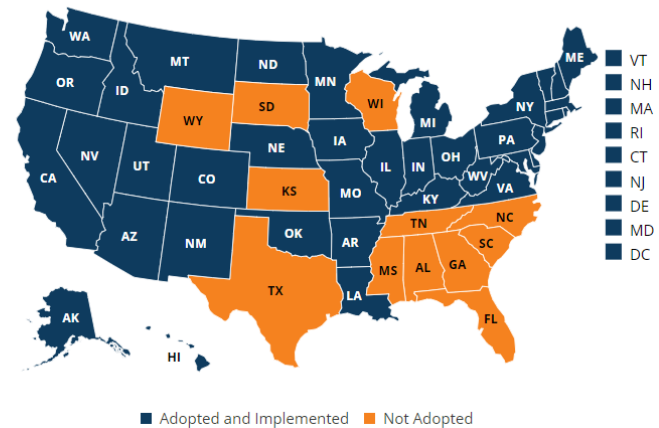 WA
MT
ND
MN
ME
VT
OR
ID
SD
WI
NH
WY
MI
NY
MA
RI
NV
UT
NE
IA
PA
CT
CA
CO
IL
IN
OH
NJ
KS
MO
WV
VA
DE
KY
MD
AZ
NM
OK
AR
TN
NC
DC
SC
MS
AL
GA
TX
LA
AK
FL
HI
Adopted and Implemented
Not Adopted